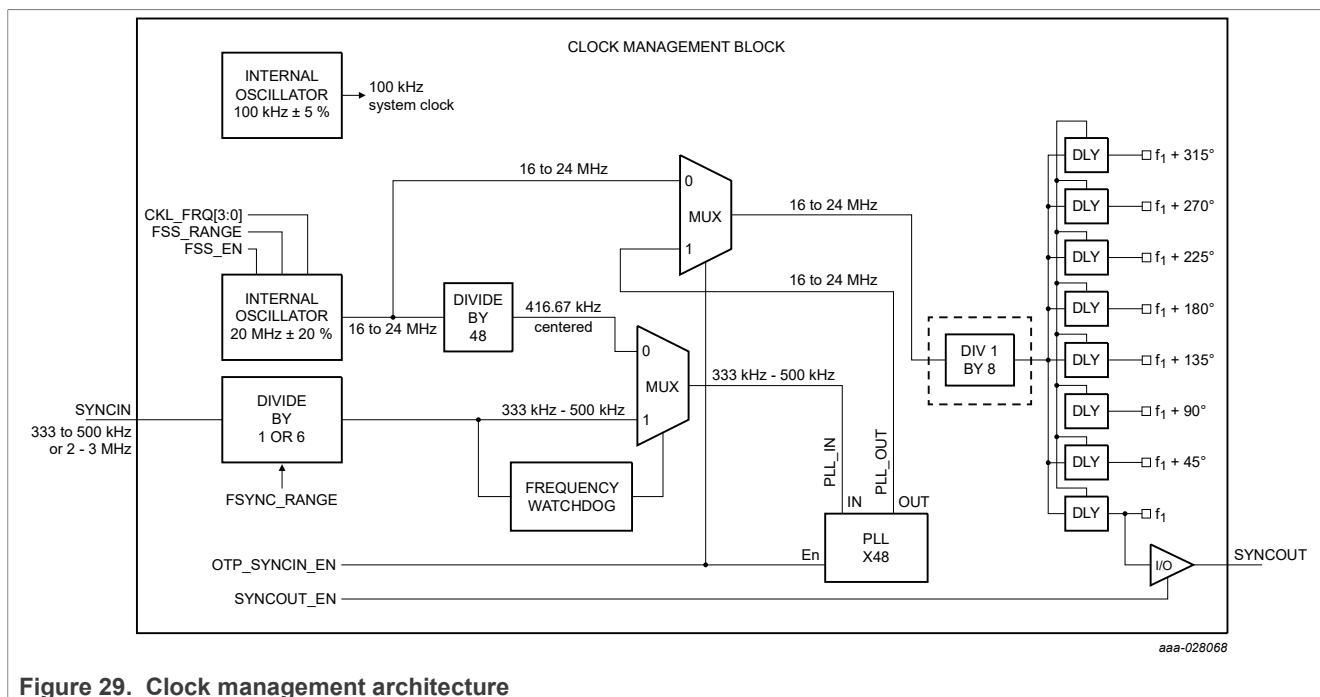 CLOCK MANAGEMENT BLOCK
INTERNAL
OSCILLATOR
100 kHz ± 5 %
100 kHz
system clock
CKL_FRQ[3:0]
FSS_RANGE
FSS_EN
INTERNAL
OSCILLATOR
20 MHz ± 20 %
16 to 24 MHz
16 to 24 MHz
DIVIDE
BY
48
416.67 kHz
centered
0
MUX
1
16 to 24 MHz
16 to 24 MHz
0
MUX
1
333 kHz - 500 kHz
SYNCIN
333 to 500 kHz
or 2 - 3 MHz
DIVIDE
BY
1 OR 6
333 kHz - 500 kHz
FSYNC_RANGE
FREQUENCY
WATCHDOG
PLL_IN
PLL_OUT
IN
OUT
En
PLL
X48
OTP_SYNCIN_EN
SYNCOUT_EN
DIV 1
BY 8
DLY
f1 + 315°
DLY
f1 + 270°
DLY
f1 + 225°
DLY
f1 + 180°
DLY
f1 + 135°
DLY
f1 + 90°
DLY
f1 + 45°
DLY
f1
I/O
SYNCOUT
aaa-028068
Figure 29. Clock management architecture